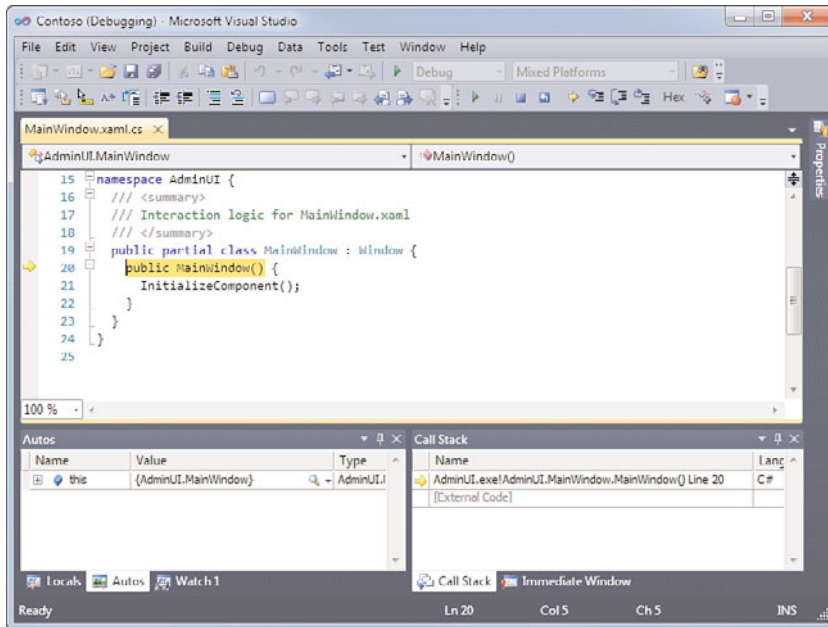 Contoso (Debugging) - Microsoft Visual Studio
File Edit View Project Build Debug Data Tools Test Window Help
Debug Mixed Platforms
Hex
MainWindow.xaml.cs
AdminUI.MainWindow MainWindow()
Properties
15 namespace AdminUI {
16 /// <summary>
17 /// Interaction logic for MainWindow.xaml
18 /// </summary>
19 public partial class MainWindow : Window {
20 public MainWindow() {
21 InitializeComponent();
22 }
23 }
24 }
25
100 %
Autos
Name Value Type
this {AdminUI.MainWindow} AdminUI.
Locals Autos Watch 1
Call Stack
Name Lang
AdminUI.exe!AdminUI.MainWindow.MainWindow() Line 20 C#
[External Code]
Call Stack Immediate Window
Ready Ln 20 Col 5 Ch 5 INS